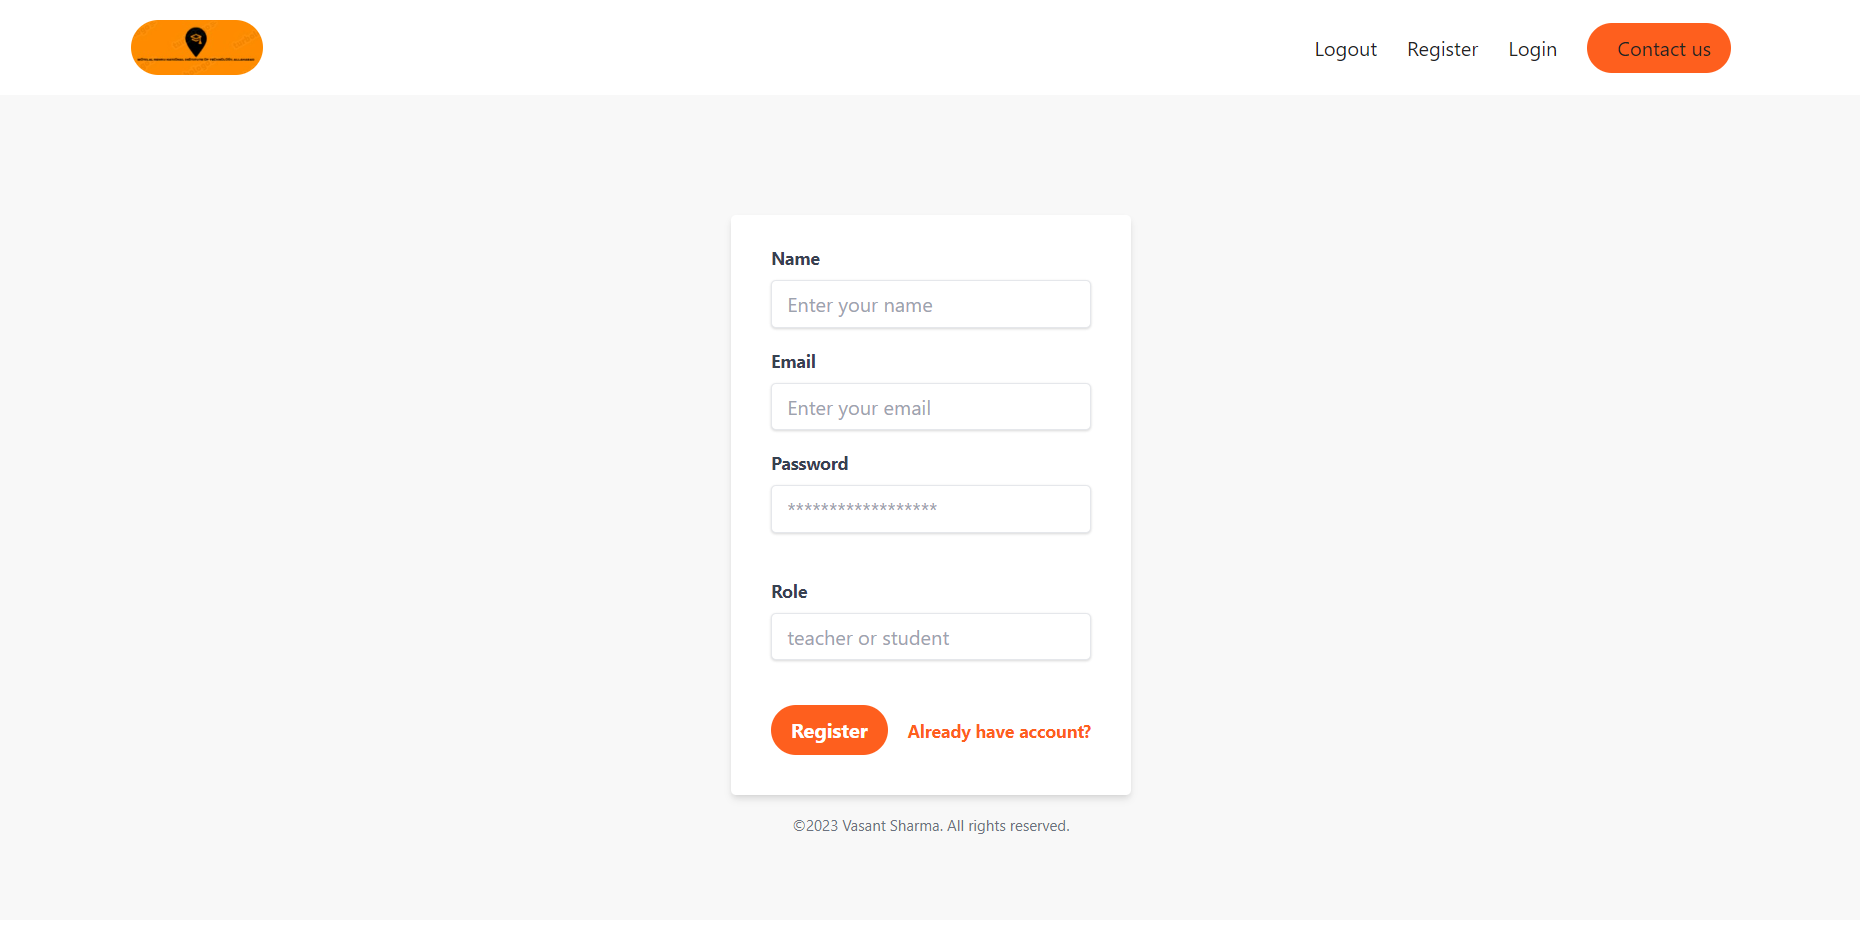 Logout Register Login Contact us
Name
Enter your name
Email
Enter your email
Password
******************
Role
teacher or student
Register Already have account?
©2023 Vasant Sharma. All rights reserved.